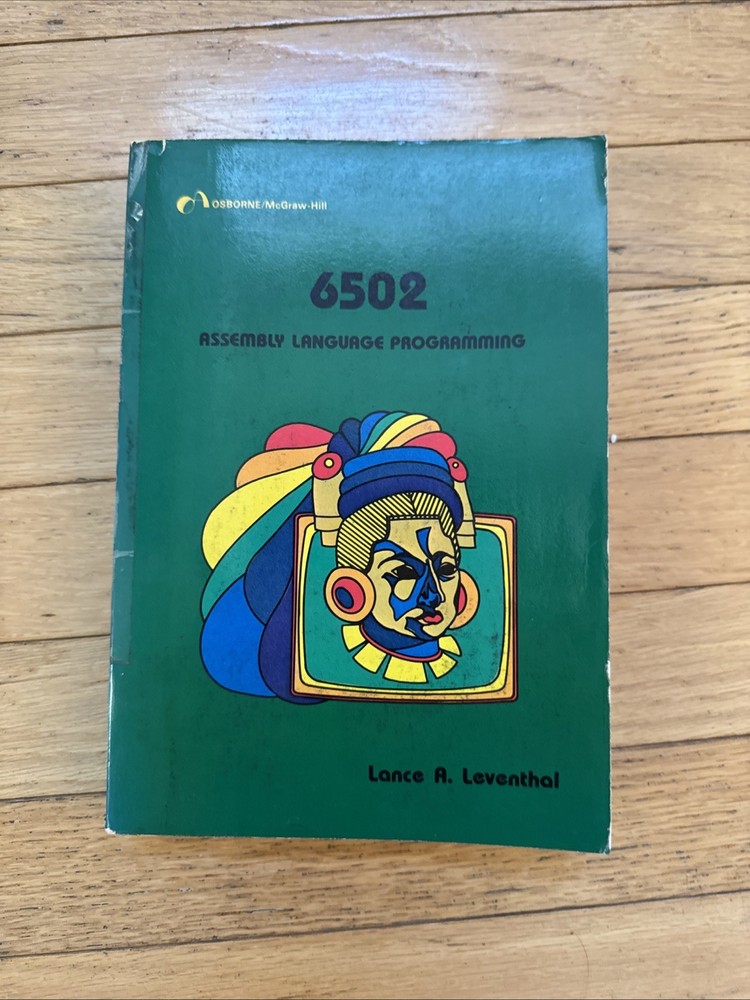 OSBORNE/McGraw-Hill
6502
ASSEMBLY LANGUAGE PROGRAMMING
Lance A. Leventhal